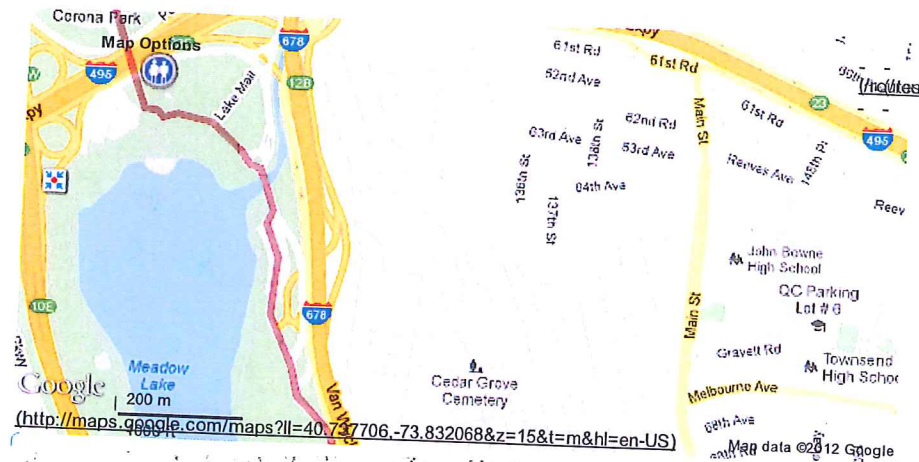 Corona Park
Map Options
678
495
Lake Mall
12B
61st Rd
62nd Ave
63rd Ave
138th St
136th St
137th St
64th Ave
62nd Rd
63rd Ave
61st Rd
Main St
61st Rd
23
495
Reeves Ave
148th Pl
Reev
John Bowne
High School
QC Parking
Lot # 6
Main St
10E
678
Meadow
Lake
Google
200 m
Cedar Grove
Cemetery
Gravett Rd
Townsend
High Schoo
Melbourne Ave
68th Ave
(http://maps.google.com/maps?ll=40.737706,-73.832068&z=15&t=m&hl=en-US)
Map data ©2012 Google